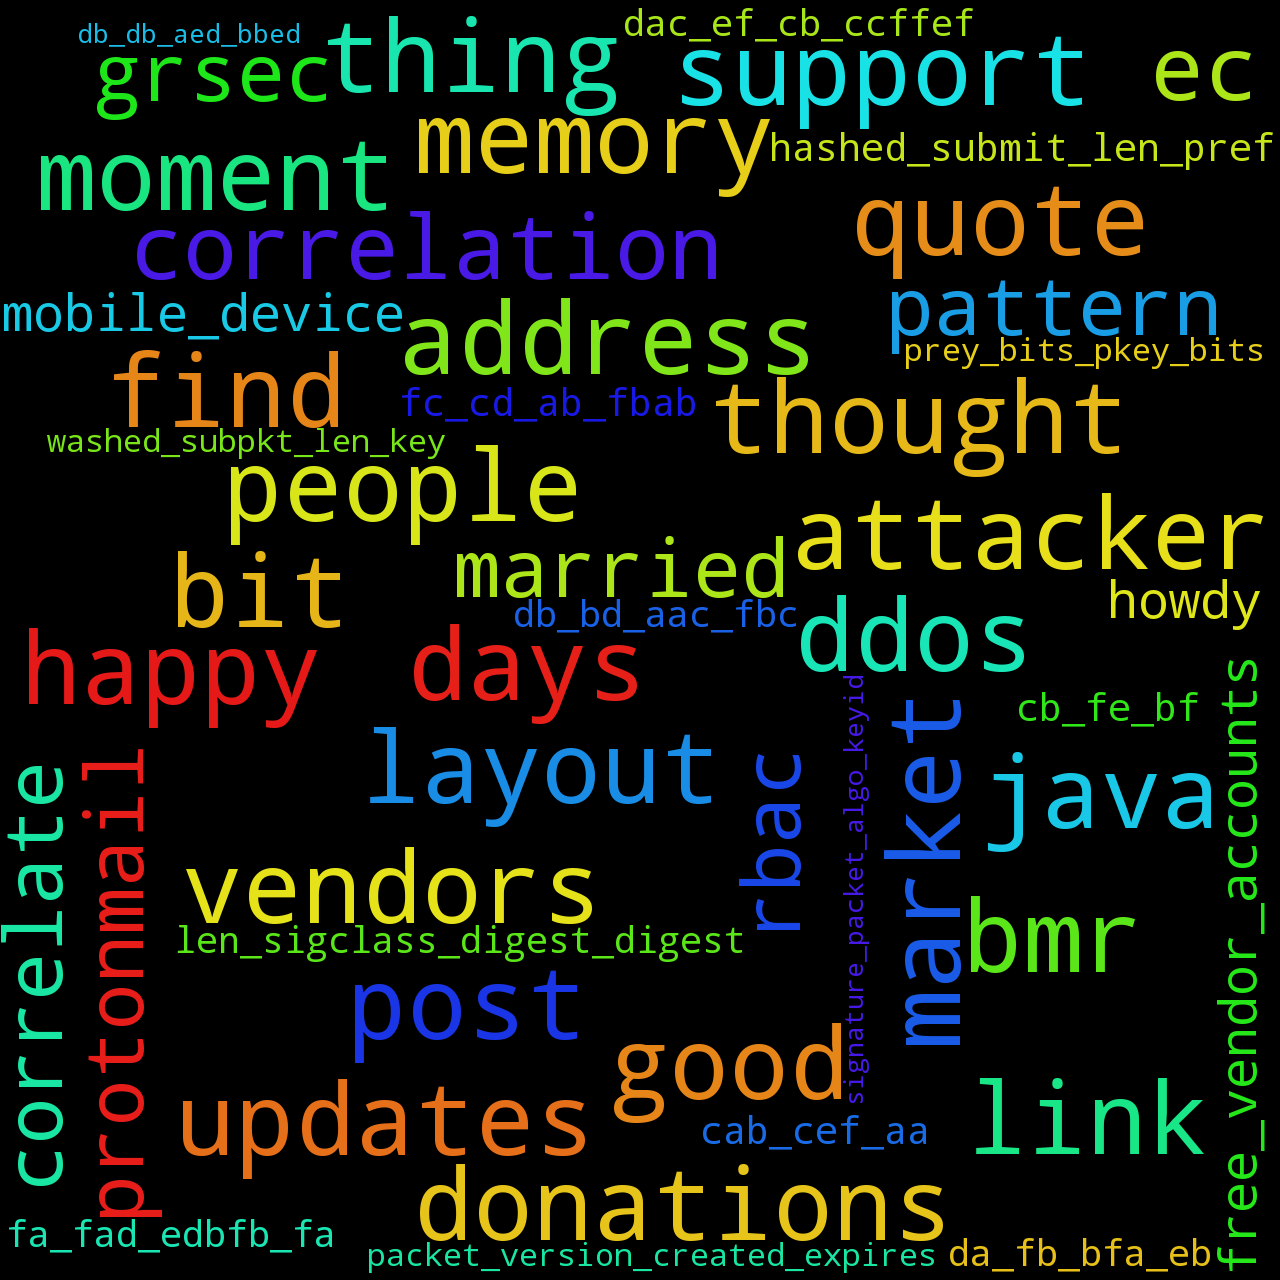 db_db_aed_bbed
dac_ef_cb_ccffef
thing
support
ec
grsec
memory
hashed_submit_len_pref
moment
quote
correlation
mobile_device
address
pattern
prey_bits_pkey_bits
find
fc_cd_ab_fbab
thought
washed_subpkt_len_key
people
attacker
married
bit
howdy
db_bd_aac_fbc
ddos
happy
days
signature_packet_algo_keyid
market
cb_fe_bf
free_vendor_accounts
layout
java
rbac
correlate
protonmail
vendors
bmr
len_sigclass_digest_digest
post
good
updates
cab_cef_aa
link
donations
fa_fad_edbfb_fa
packet_version_created_expires
da_fb_bfa_eb